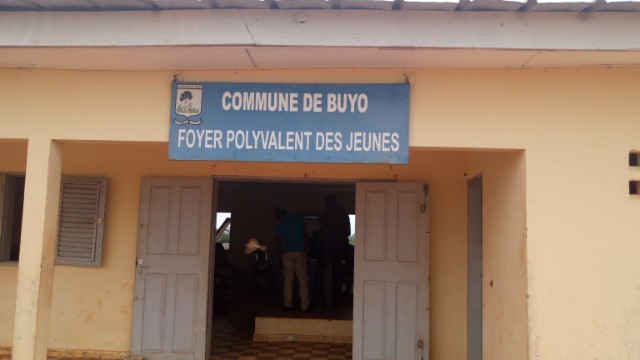 COMMUNE DE BUYO
FOYER POLYVALENT DES JEUNES